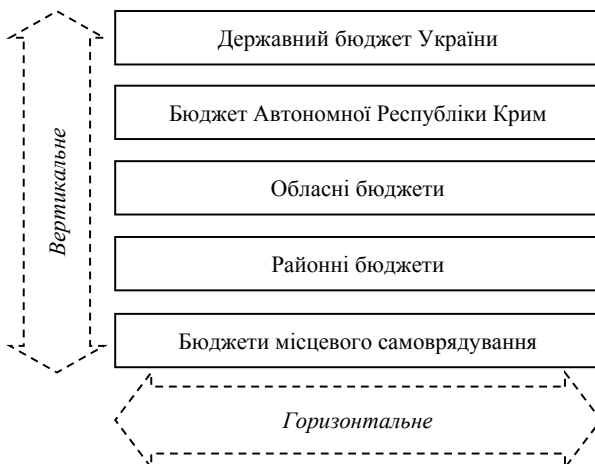 Державний бюджет України
Бюджет Автономної Республіки Крим
Обласні бюджети
Районні бюджети
Бюджети місцевого самоврядування
Вертикальне
Горизонтальне